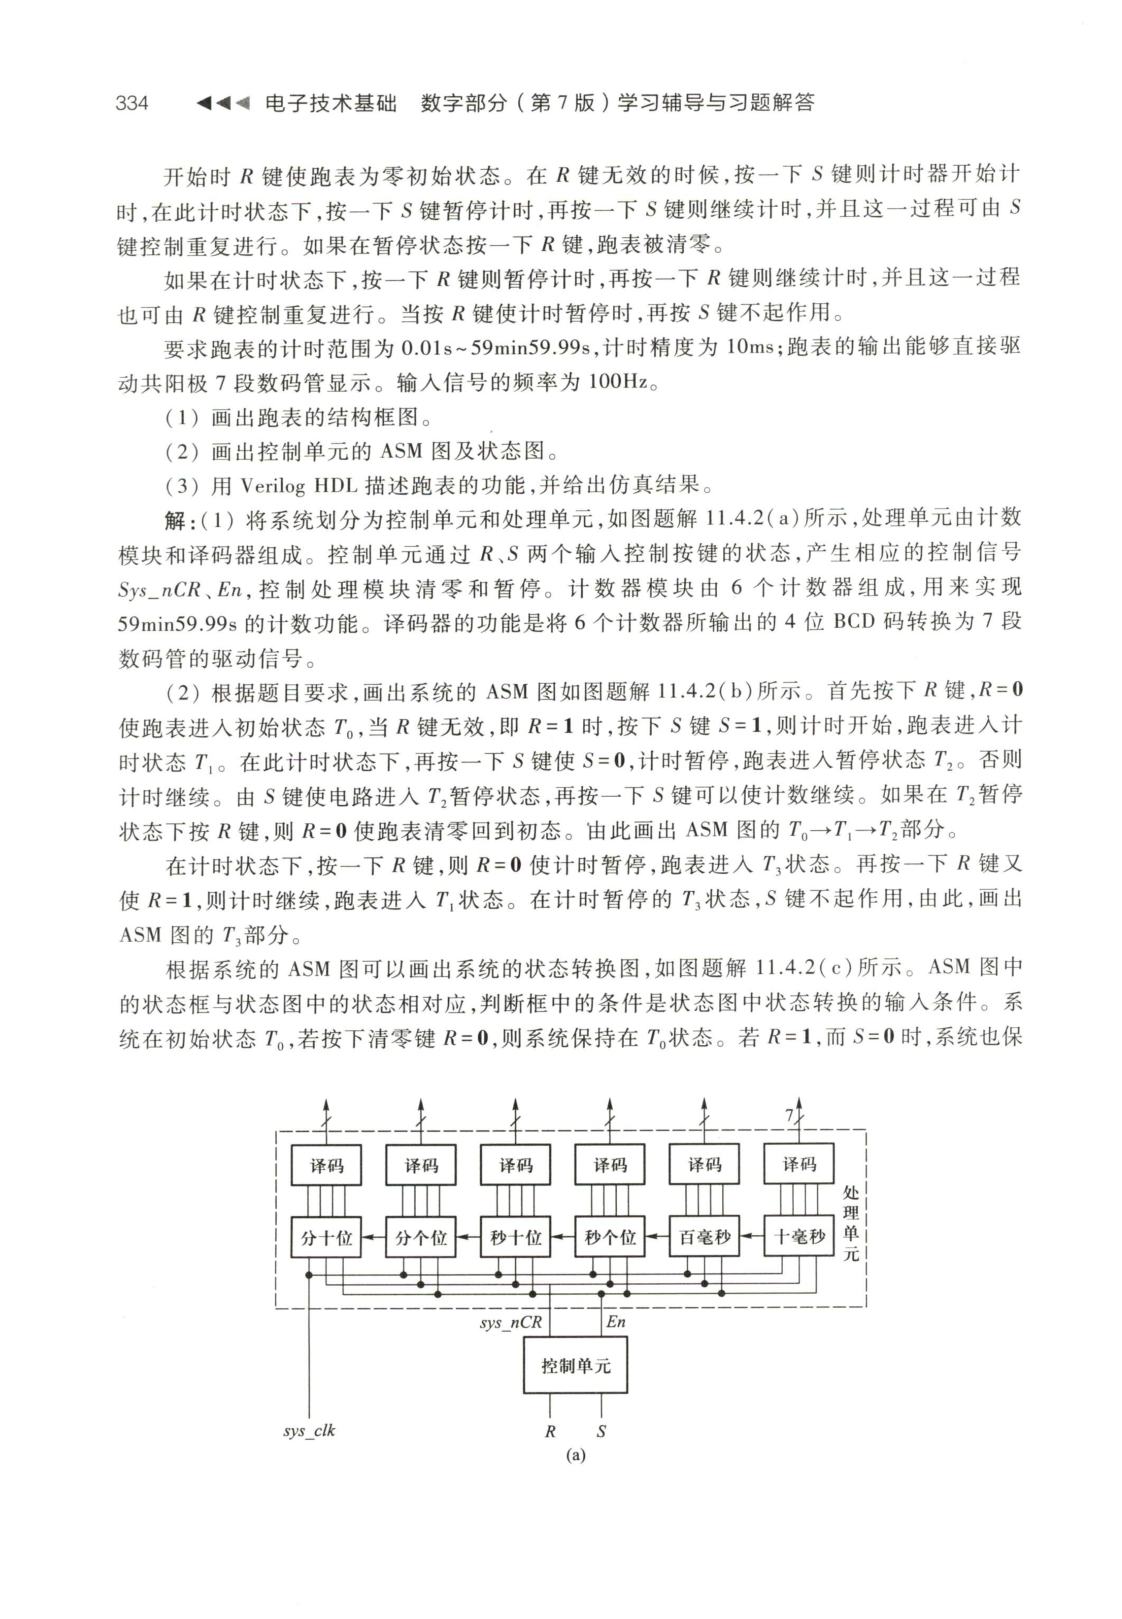 334 ◀◀◀ 电子技术基础 数字部分（第 7 版）学习辅导与习题解答
开始时 R 键使跑表为零初始状态。在 R 键无效的时候,按一下 S 键则计时器开始计
时,在此计时状态下,按一下 S 键暂停计时,再按一下 S 键则继续计时,并且这一过程可由 S
键控制重复进行。如果在暂停状态按一下 R 键,跑表被清零。
如果在计时状态下,按一下 R 键则暂停计时,再按一下 R 键则继续计时,并且这一过程
也可由 R 键控制重复进行。当按 R 键使计时暂停时,再按 S 键不起作用。
要求跑表的计时范围为 0.01s~59min59.99s,计时精度为 10ms;跑表的输出能够直接驱
动共阳极 7 段数码管显示。输入信号的频率为 100Hz。
(1) 画出跑表的结构框图。
(2) 画出控制单元的 ASM 图及状态图。
(3) 用 Verilog HDL 描述跑表的功能,并给出仿真结果。
解:(1) 将系统划分为控制单元和处理单元,如图题解 11.4.2(a)所示,处理单元由计数
模块和译码器组成。控制单元通过 R、S 两个输入控制按键的状态,产生相应的控制信号
Sys_nCR、En,控制处理模块清零和暂停。计数器模块由 6 个计数器组成,用来实现
59min59.99s 的计数功能。译码器的功能是将 6 个计数器所输出的 4 位 BCD 码转换为 7 段
数码管的驱动信号。
(2) 根据题目要求,画出系统的 ASM 图如图题解 11.4.2(b)所示。首先按下 R 键,R=0
使跑表进入初始状态 T₀,当 R 键无效,即 R=1 时,按下 S 键 S=1,则计时开始,跑表进入计
时状态 T₁。在此计时状态下,再按一下 S 键使 S=0,计时暂停,跑表进入暂停状态 T₂。否则
计时继续。由 S 键使电路进入 T₂暂停状态,再按一下 S 键可以使计数继续。如果在 T₂暂停
状态下按 R 键,则 R=0 使跑表清零回到初态。由此画出 ASM 图的 T₀→T₁→T₂部分。
在计时状态下,按一下 R 键,则 R=0 使计时暂停,跑表进入 T₃状态。再按一下 R 键又
使 R=1,则计时继续,跑表进入 T₁状态。在计时暂停的 T₃状态,S 键不起作用,由此,画出
ASM 图的 T₃部分。
根据系统的 ASM 图可以画出系统的状态转换图,如图题解 11.4.2(c)所示。ASM 图中
的状态框与状态图中的状态相对应,判断框中的条件是状态图中状态转换的输入条件。系
统在初始状态 T₀,若按下清零键 R=0,则系统保持在 T₀状态。若 R=1,而 S=0 时,系统也保
7
译码 译码 译码 译码 译码 译码
处理单元
分十位 分个位 秒十位 秒个位 百毫秒 十毫秒
sys_nCR En
控制单元
sys_clk R S
(a)